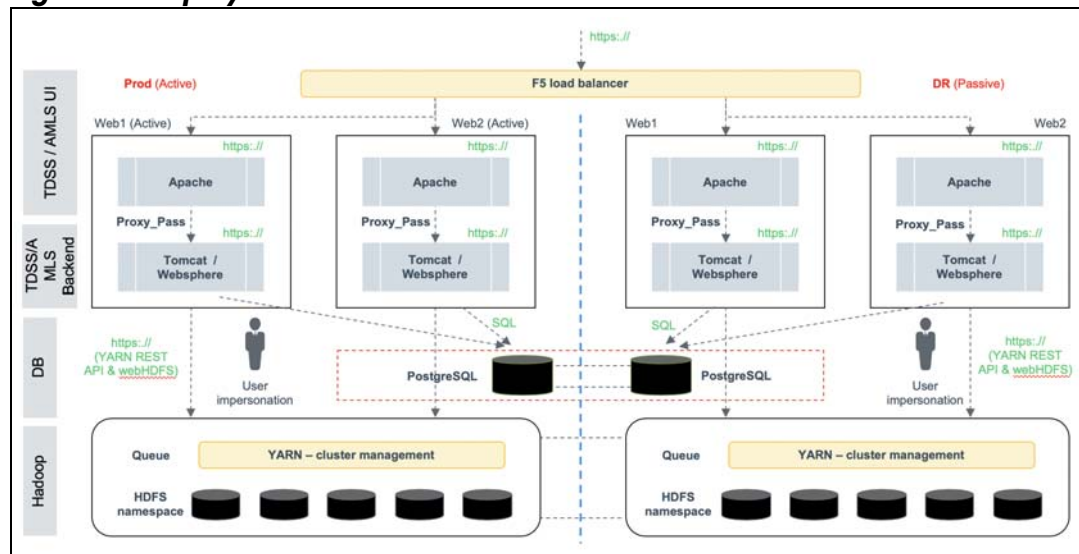 https:.//
F5 load balancer
Prod (Active)
DR (Passive)
TDSS / AMLS UI
Web1 (Active)
Web2 (Active)
Web1
Web2
https:.//
https:.//
https:.//
https:.//
Apache
Apache
Apache
Apache
Proxy_Pass
Proxy_Pass
Proxy_Pass
Proxy_Pass
https:.//
https:.//
https:.//
https:.//
TDSS/A
MLS
Backend
Tomcat /
Websphere
Tomcat /
Websphere
Tomcat /
Websphere
Tomcat /
Websphere
DB
https:.//
(YARN REST
API & webHDFS)
User
impersonation
SQL
SQL
PostgreSQL
PostgreSQL
User
impersonation
https:.//
(YARN REST
API & webHDFS)
Hadoop
Queue
YARN – cluster management
HDFS
namespace
Queue
YARN – cluster management
HDFS
namespace